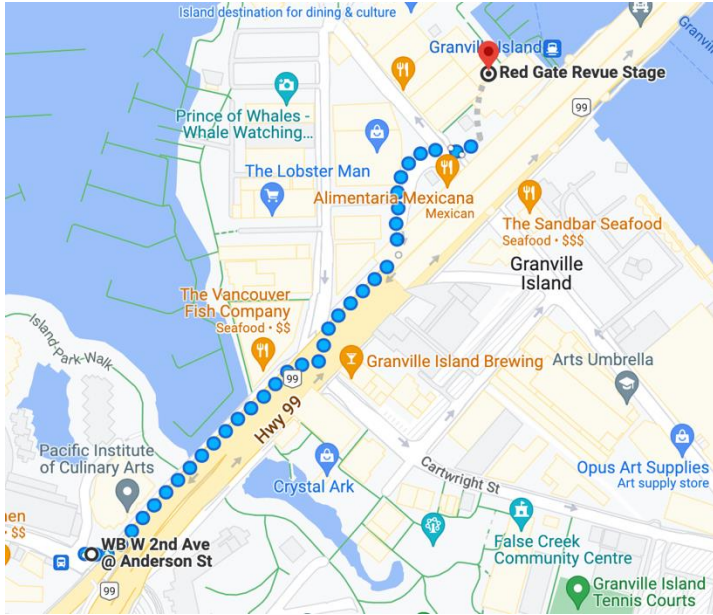 Island destination for dining & culture
Granville Island
Red Gate Revue Stage
99
Prince of Whales -
Whale Watching...
The Lobster Man
Alimentaria Mexicana
Mexican
The Sandbar Seafood
Seafood • $$$
Granville
Island
The Vancouver
Fish Company
Seafood • $$
Island-Park-Walk
99
Hwy 99
Granville Island Brewing
Arts Umbrella
Pacific Institute
of Culinary Arts
Crystal Ark
Cartwright St
Opus Art Supplies
Art supply store
men
• $$
WB W 2nd Ave
@ Anderson St
99
False Creek
Community Centre
Granville Island
Tennis Courts